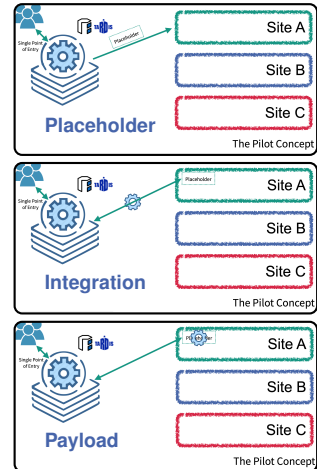 Single Point
of Entry
Placeholder
Site A
Site B
Site C
Placeholder
The Pilot Concept
Single Point
of Entry
Placeholder
Site A
Site B
Site C
Integration
The Pilot Concept
Single Point
of Entry
Site A
Site B
Site C
Payload
The Pilot Concept